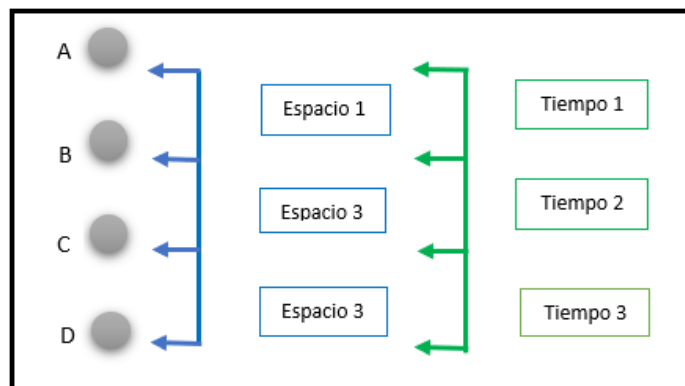 A
Espacio 1
Tiempo 1
B
Espacio 3
Tiempo 2
C
Espacio 3
Tiempo 3
D